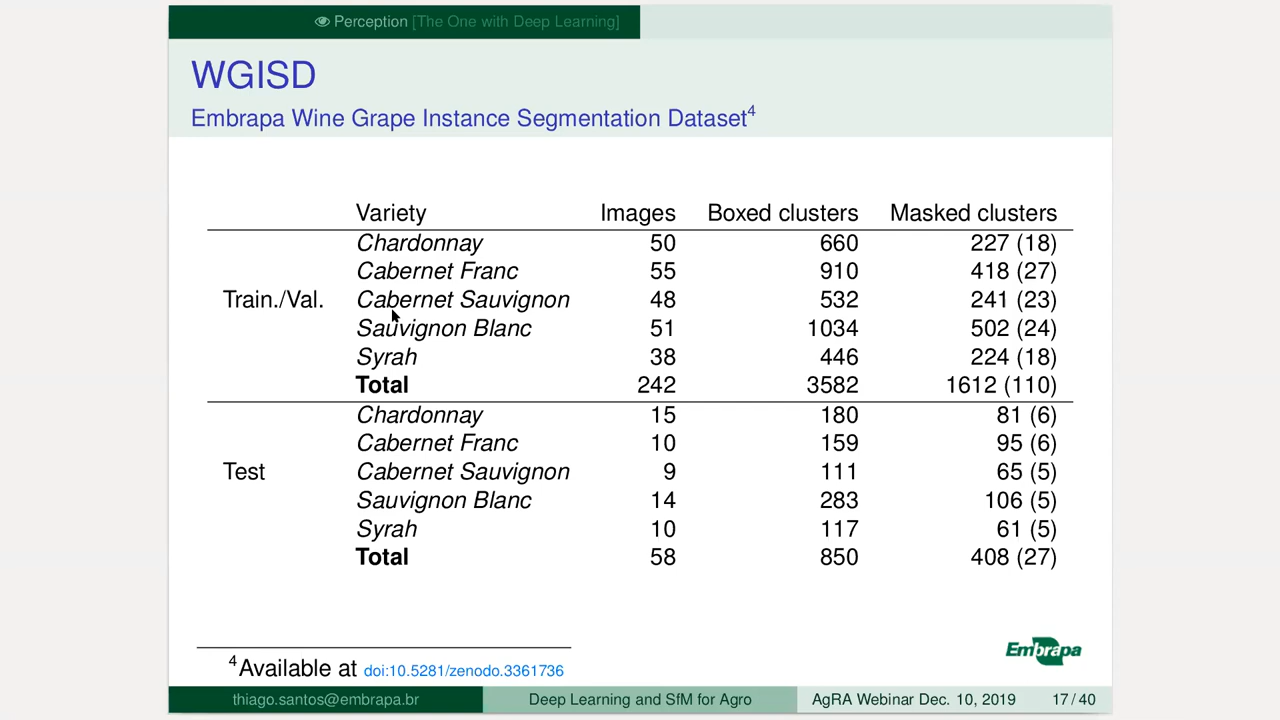 Perception [The One with Deep Learning]
WGISD
Embrapa Wine Grape Instance Segmentation Dataset4
Variety Images Boxed clusters Masked clusters
Chardonnay 50 660 227 (18)
Cabernet Franc 55 910 418 (27)
Train./Val. Cabernet Sauvignon 48 532 241 (23)
Sauvignon Blanc 51 1034 502 (24)
Syrah 38 446 224 (18)
Total 242 3582 1612 (110)
Chardonnay 15 180 81 (6)
Cabernet Franc 10 159 95 (6)
Test Cabernet Sauvignon 9 111 65 (5)
Sauvignon Blanc 14 283 106 (5)
Syrah 10 117 61 (5)
Total 58 850 408 (27)
Embrapa
4Available at doi:10.5281/zenodo.3361736
thiago.santos@embrapa.br Deep Learning and SfM for Agro AgRA Webinar Dec. 10, 2019 17/40